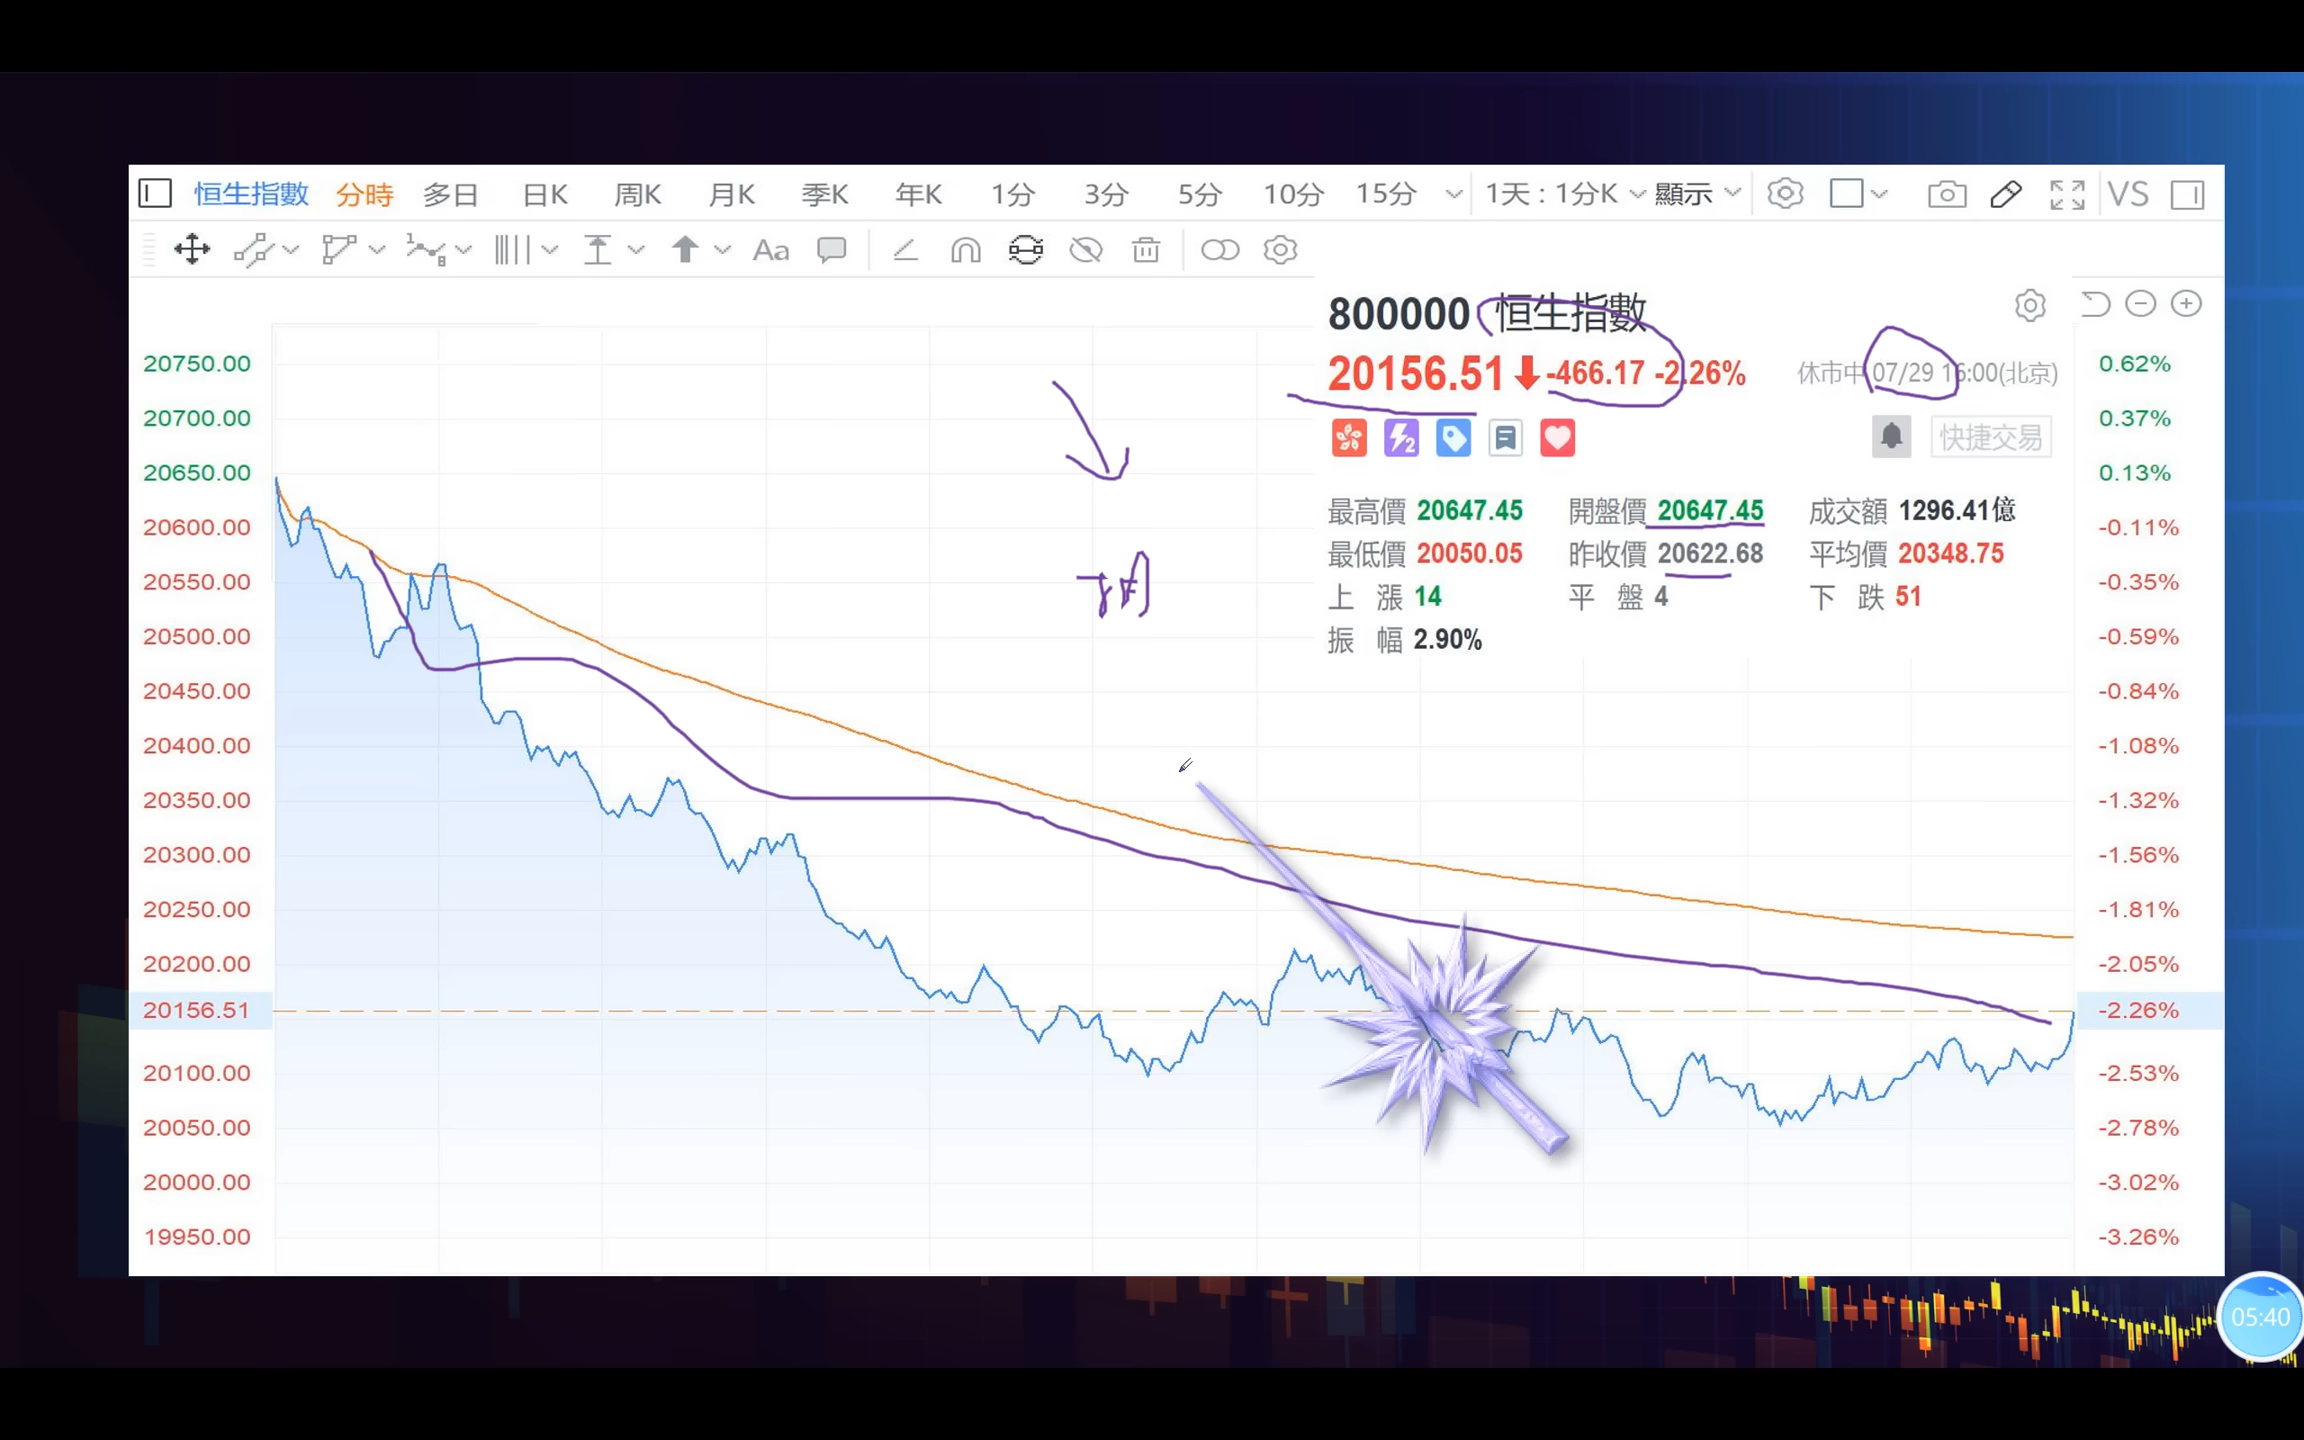 恒生指數 分時 多日 日K 周K 月K 季K 年K 1分 3分 5分 10分 15分 1天 : 1分K 顯示 VS
Aa
800000 恒生指數
20156.51 -466.17 -2.26% 休市中 07/29 16:00(北京)
快捷交易
最高價 20647.45 開盤價 20647.45 成交額 1296.41億
最低價 20050.05 昨收價 20622.68 平均價 20348.75
上 漲 14 平 盤 4 下 跌 51
振 幅 2.90%
20750.00 0.62%
20700.00 0.37%
20650.00 0.13%
20600.00 -0.11%
20550.00 -0.35%
20500.00 -0.59%
20450.00 -0.84%
20400.00 -1.08%
20350.00 -1.32%
20300.00 -1.56%
20250.00 -1.81%
20200.00 -2.05%
20156.51 -2.26%
20100.00 -2.53%
20050.00 -2.78%
20000.00 -3.02%
19950.00 -3.26%
05:40